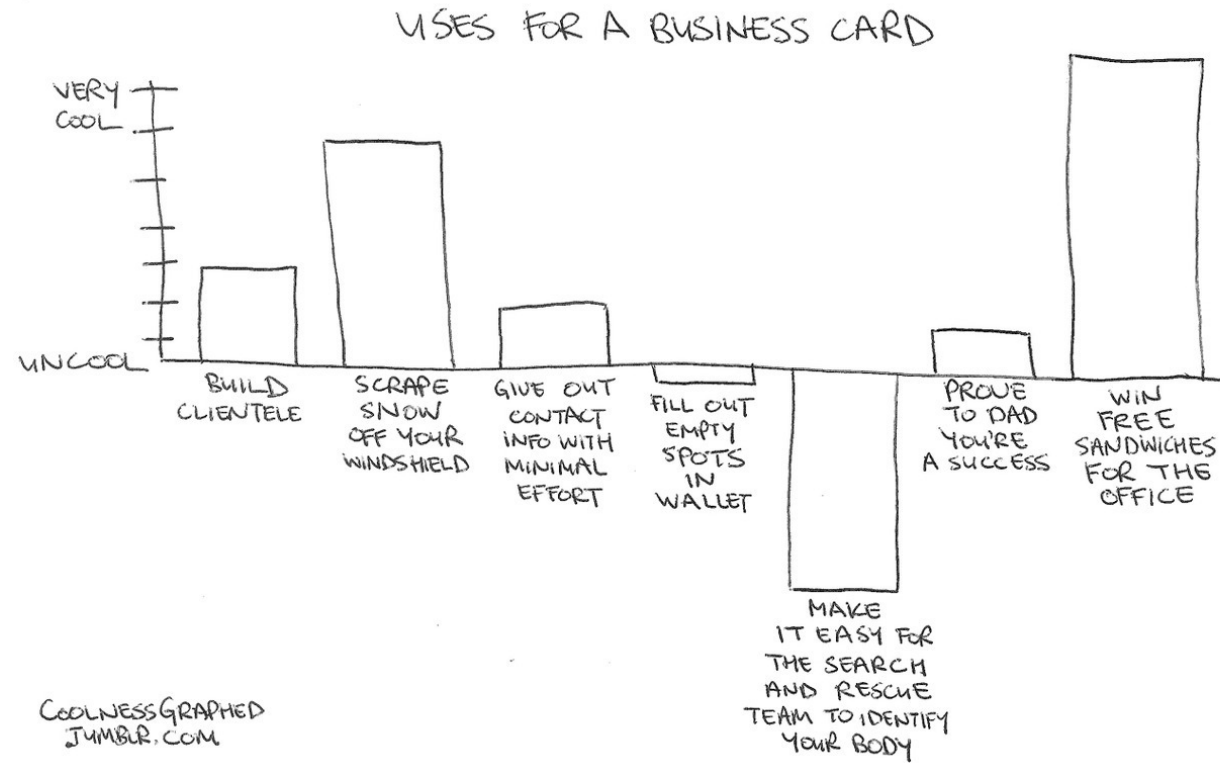 USES FOR A BUSINESS CARD
VERY
COOL
UNCOOL
BUILD
CLIENTELE
SCRAPE
SNOW
OFF YOUR
WINDSHIELD
GIVE OUT
CONTACT
INFO WITH
MINIMAL
EFFORT
FILL OUT
EMPTY
SPOTS
IN
WALLET
MAKE
IT EASY FOR
THE SEARCH
AND RESCUE
TEAM TO IDENTIFY
YOUR BODY
PROVE
TO DAD
YOU'RE
A SUCCESS
WIN
FREE
SANDWICHES
FOR THE
OFFICE
COOLNESSGRAPHED
TUMBLR.COM